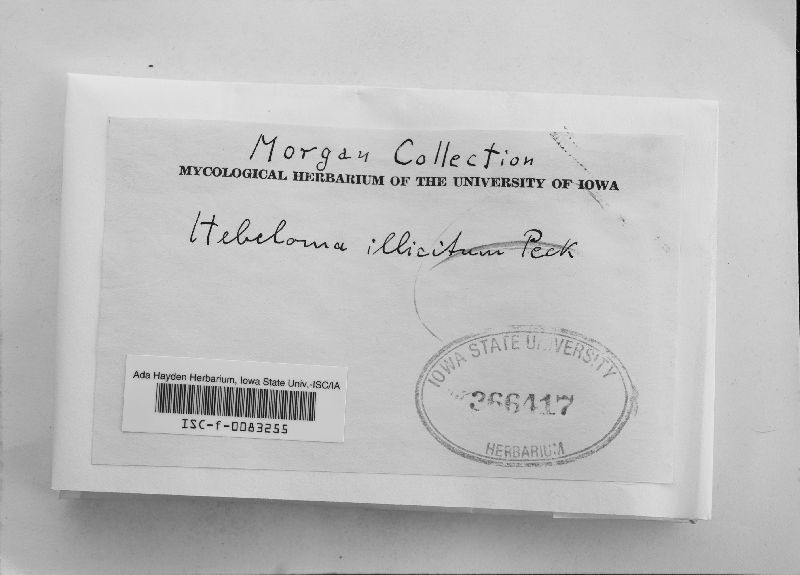 Morgan Collection
MYCOLOGICAL HERBARIUM OF THE UNIVERSITY OF IOWA
Hebeloma illicitum Peck
IOWA STATE UNIVERSITY
366417
HERBARIUM
Ada Hayden Herbarium, Iowa State Univ.-ISC/IA
ISC-f-0083255